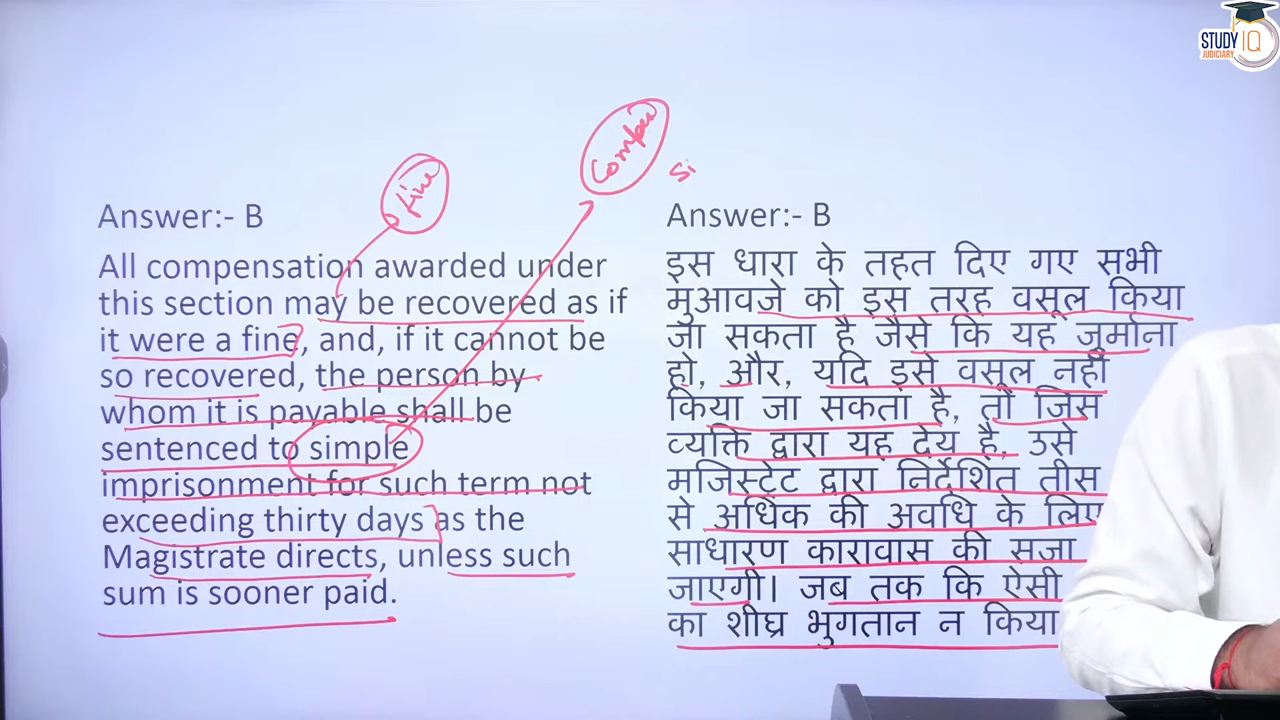 STUDY IQ
JUDICIARY
Fine
Si
Answer:- B
All compensation awarded under
this section may be recovered as if
it were a fine, and, if it cannot be
so recovered, the person by
whom it is payable shall be
sentenced to simple
imprisonment for such term not
exceeding thirty days as the
Magistrate directs, unless such
sum is sooner paid.
Answer:- B
इस धारा के तहत दिए गए सभी
मुआवजे को इस तरह वसूल किया
जा सकता है जैसे कि यह जुर्माना
हो, और, यदि इसे वसूल नहीं
किया जा सकता है, तो जिस
व्यक्ति द्वारा यह देय है, उसे
मजिस्ट्रेट द्वारा निर्देशित तीस
से अधिक की अवधि के लिए
साधारण कारावास की सजा
जाएगी। जब तक कि ऐसी
का शीघ्र भुगतान न किया